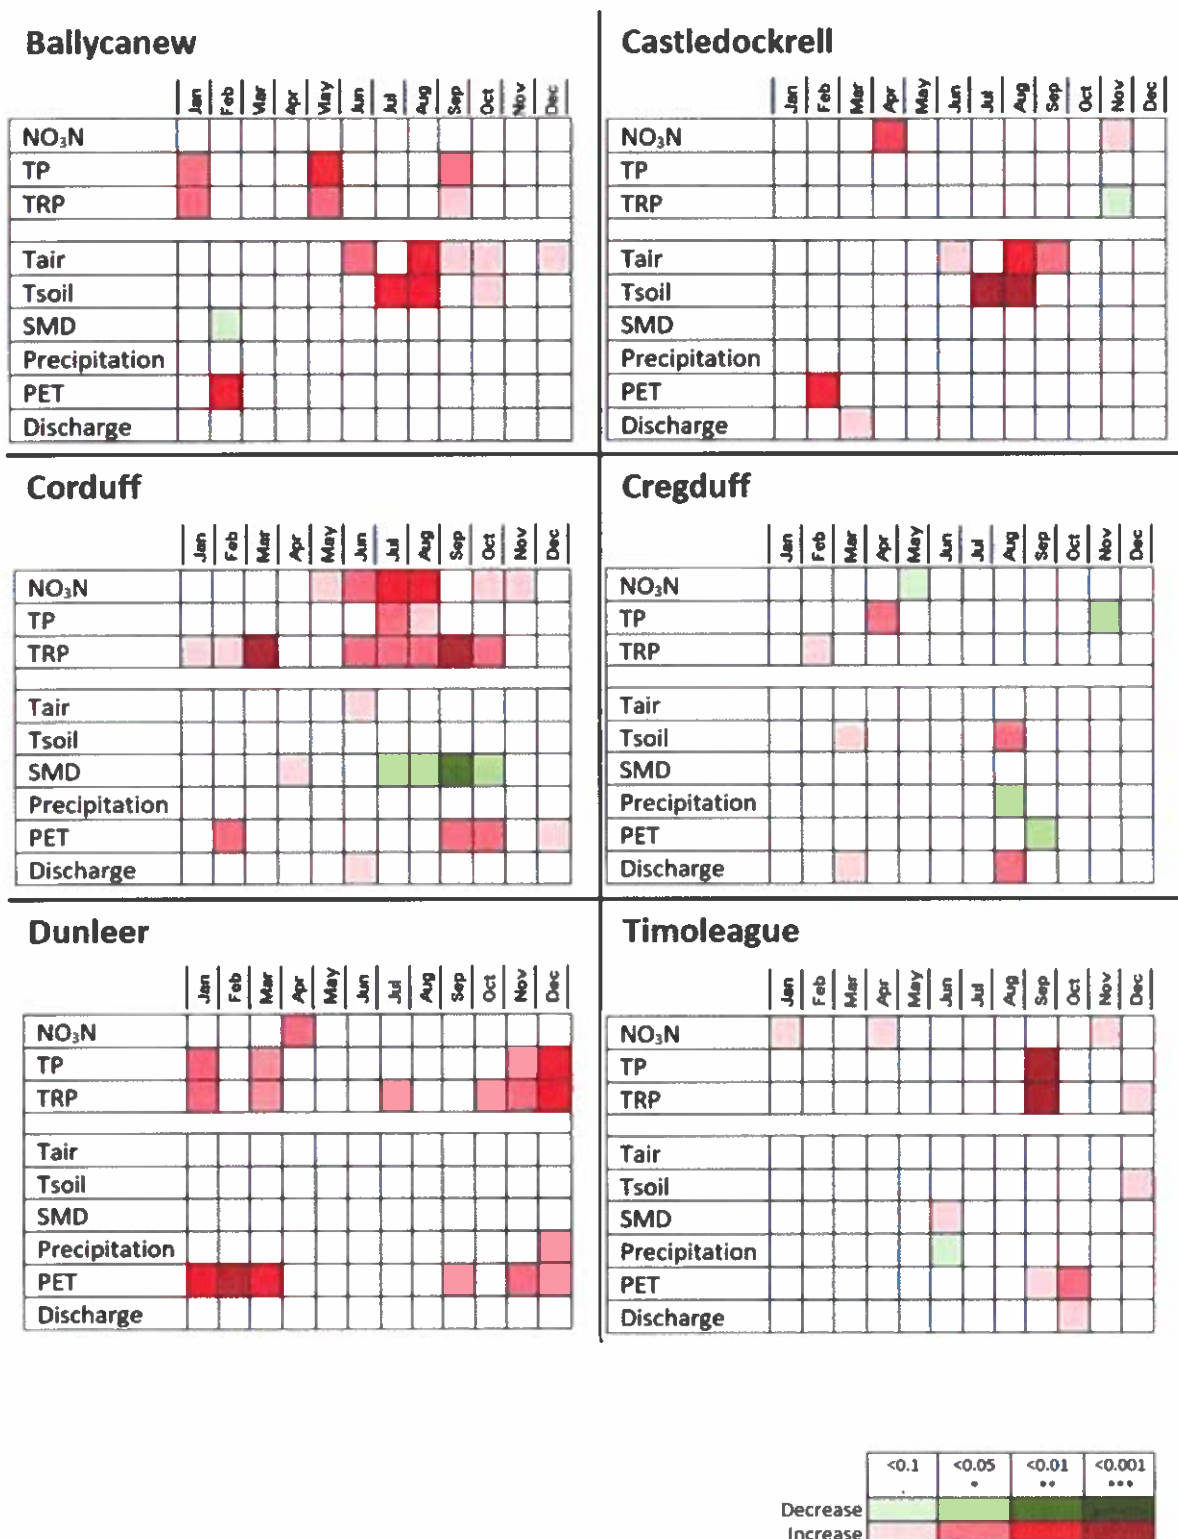 Ballycanew
Jan Feb Mar Apr May Jun Jul Aug Sep Oct Nov Dec
NO₃N
TP
TRP
Tair
Tsoil
SMD
Precipitation
PET
Discharge
Castledockrell
Jan Feb Mar Apr May Jun Jul Aug Sep Oct Nov Dec
NO₃N
TP
TRP
Tair
Tsoil
SMD
Precipitation
PET
Discharge
Corduff
Jan Feb Mar Apr May Jun Jul Aug Sep Oct Nov Dec
NO₃N
TP
TRP
Tair
Tsoil
SMD
Precipitation
PET
Discharge
Cregduff
Jan Feb Mar Apr May Jun Jul Aug Sep Oct Nov Dec
NO₃N
TP
TRP
Tair
Tsoil
SMD
Precipitation
PET
Discharge
Dunleer
Jan Feb Mar Apr May Jun Jul Aug Sep Oct Nov Dec
NO₃N
TP
TRP
Tair
Tsoil
SMD
Precipitation
PET
Discharge
Timoleague
Jan Feb Mar Apr May Jun Jul Aug Sep Oct Nov Dec
NO₃N
TP
TRP
Tair
Tsoil
SMD
Precipitation
PET
Discharge
<0.1 <0.05 <0.01 <0.001
. * ** ***
Decrease
Increase